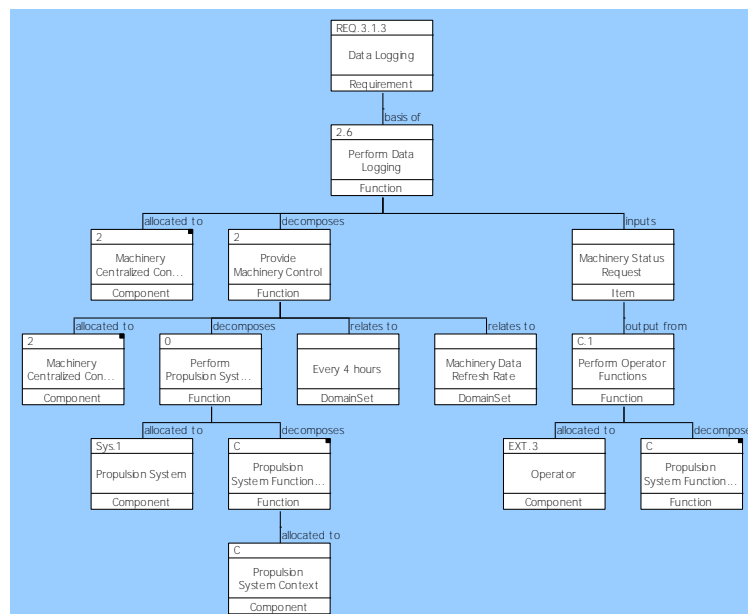 REQ.3.1.3
Data Logging
Requirement
basis of
2.6
Perform Data
Logging
Function
allocated to
decomposes
inputs
2
Machinery
Centralized Con...
Component
2
Provide
Machinery Control
Function
Machinery Status
Request
Item
allocated to
decomposes
relates to
relates to
output from
2
Machinery
Centralized Con...
Component
0
Perform
Propulsion Syst...
Function
Every 4 hours
DomainSet
Machinery Data
Refresh Rate
DomainSet
C.1
Perform Operator
Functions
Function
allocated to
decomposes
allocated to
decompose
Sys.1
Propulsion System
Component
C
Propulsion
System Function...
Function
EXT.3
Operator
Component
C
Propulsion
System Function...
Function
allocated to
C
Propulsion
System Context
Component